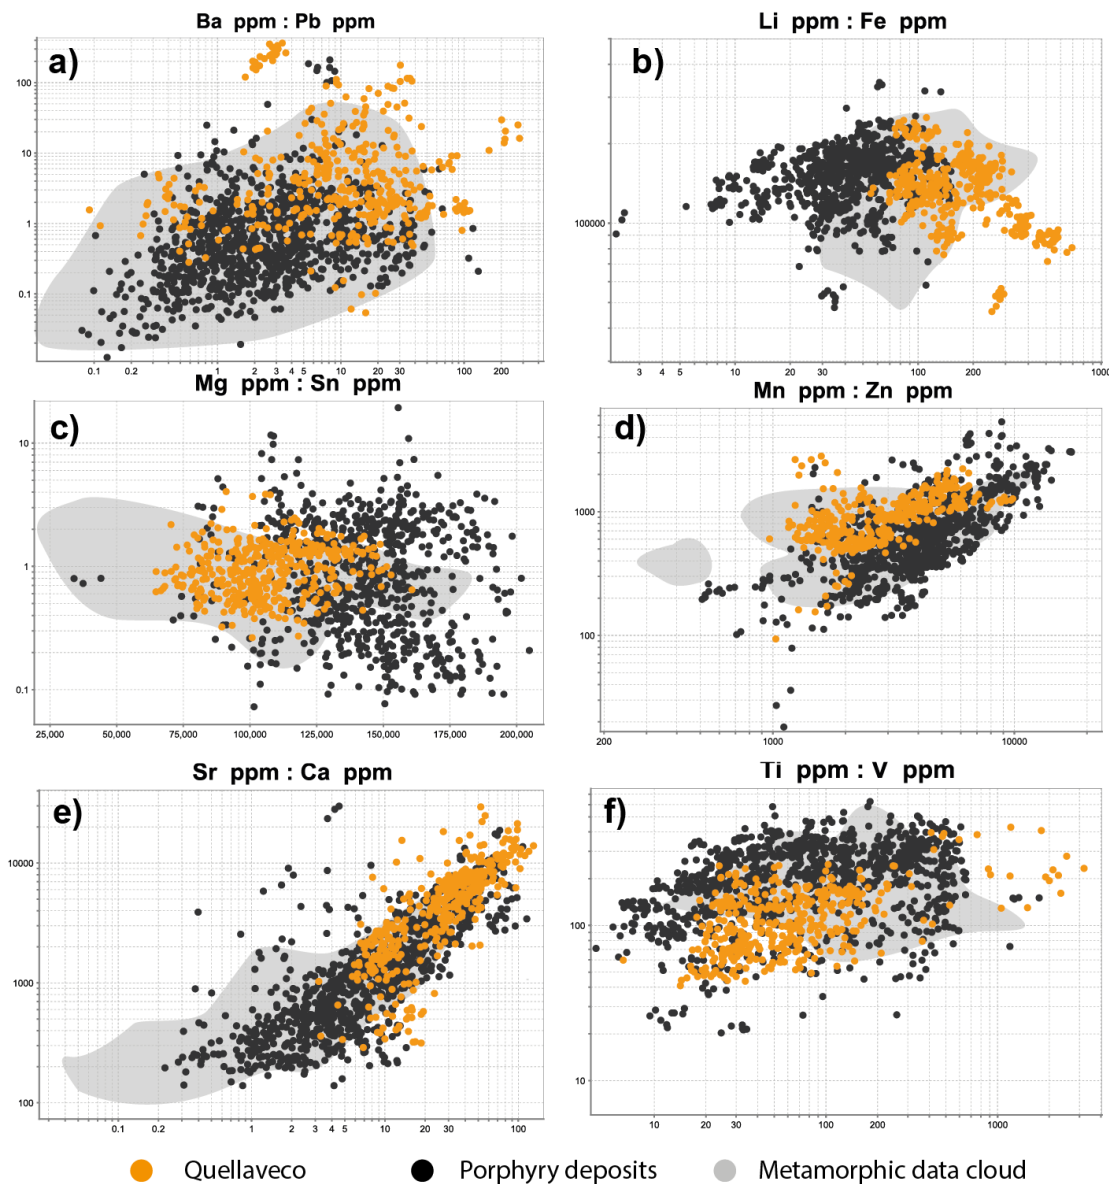 Ba ppm : Pb ppm
a)
100
10
1
0.1
0.1 0.2 1 2 3 4 5 10 20 30 100 200
Li ppm : Fe ppm
b)
100000
3 4 5 10 20 30 100 200 1000
Mg ppm : Sn ppm
c)
10
1
0.1
25,000 50,000 75,000 100,000 125,000 150,000 175,000 200,000
Mn ppm : Zn ppm
d)
1000
100
200 1000 10000
Sr ppm : Ca ppm
e)
10000
1000
100
0.1 0.2 1 2 3 4 5 10 20 30 100
Ti ppm : V ppm
f)
100
10
10 20 30 100 200 1000
Quellaveco Porphyry deposits Metamorphic data cloud